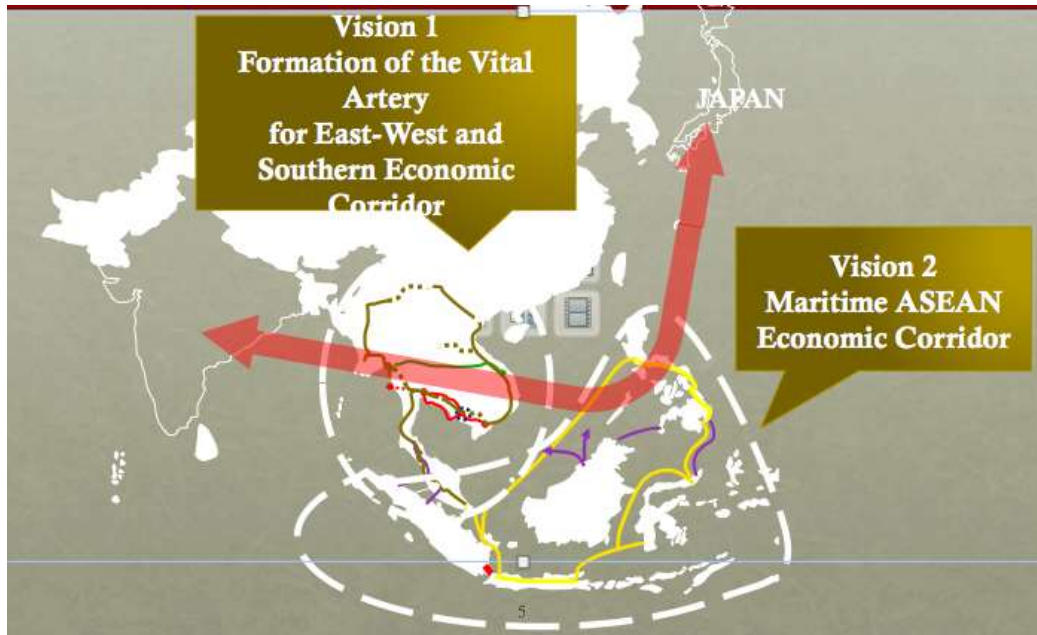 Vision 1
Formation of the Vital
Artery
for East-West and
Southern Economic
Corridor
JAPAN
Vision 2
Maritime ASEAN
Economic Corridor
5